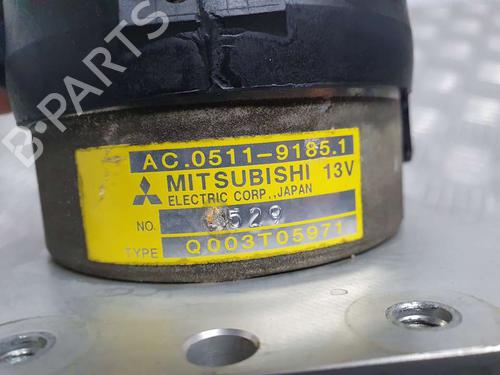 B-PARTS
AC.0511-9185.1
MITSUBISHI 13V
ELECTRIC CORP.,JAPAN
NO. 529
TYPE Q003T05971